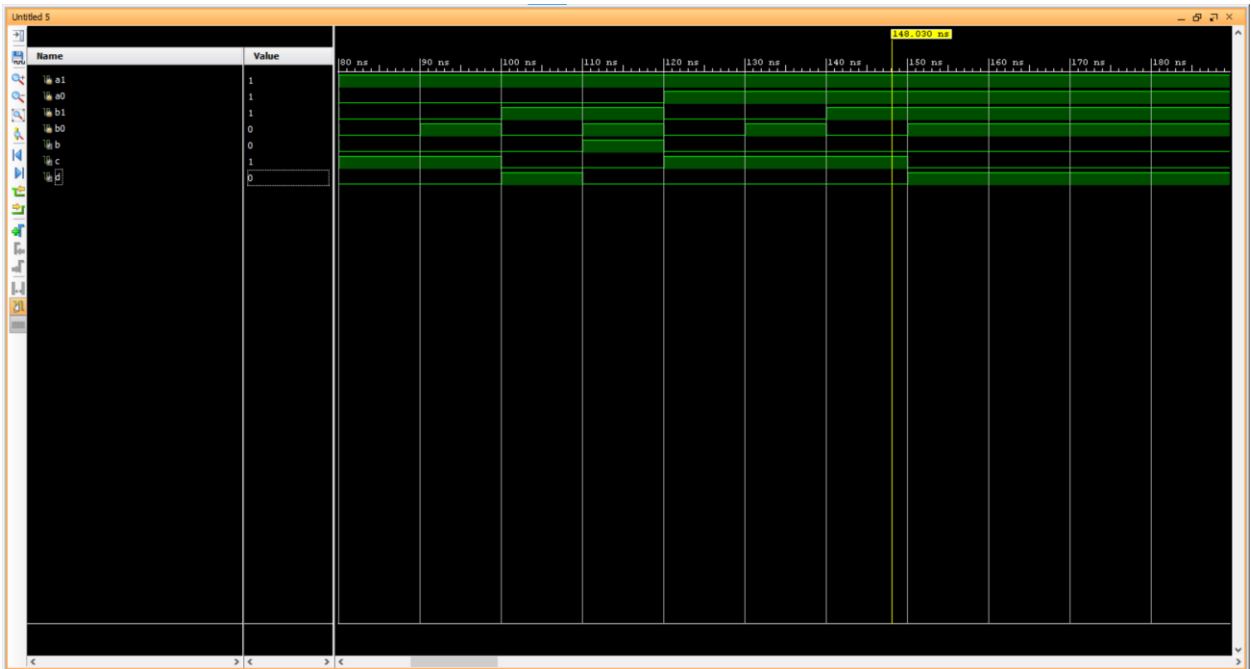 Untitled 5
148.030 ns
Name Value
80 ns 90 ns 100 ns 110 ns 120 ns 130 ns 140 ns 150 ns 160 ns 170 ns 180 ns
a1 1
a0 1
b1 1
b0 0
b 0
c 1
d 0